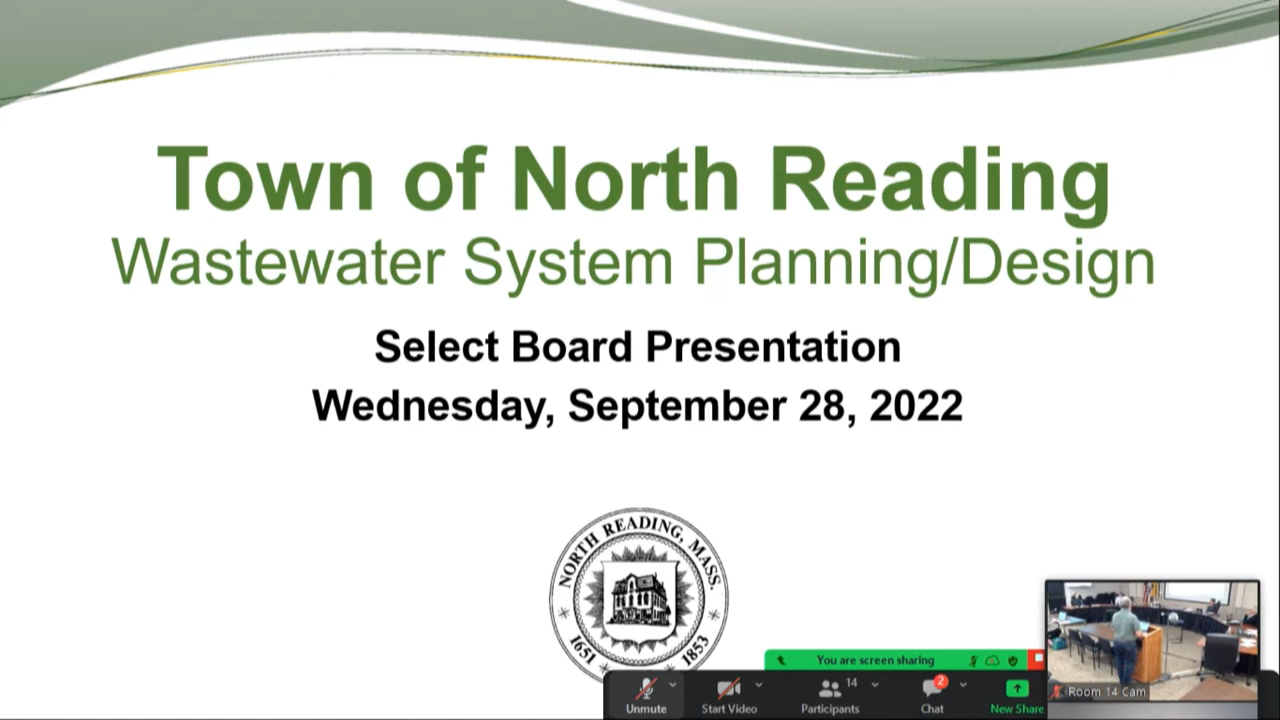 Town of North Reading
Wastewater System Planning/Design
Select Board Presentation
Wednesday, September 28, 2022
NORTH READING, MASS.
1651 1853
You are screen sharing
Unmute
Start Video
14
Participants
2
Chat
New Share
Room 14 Cam